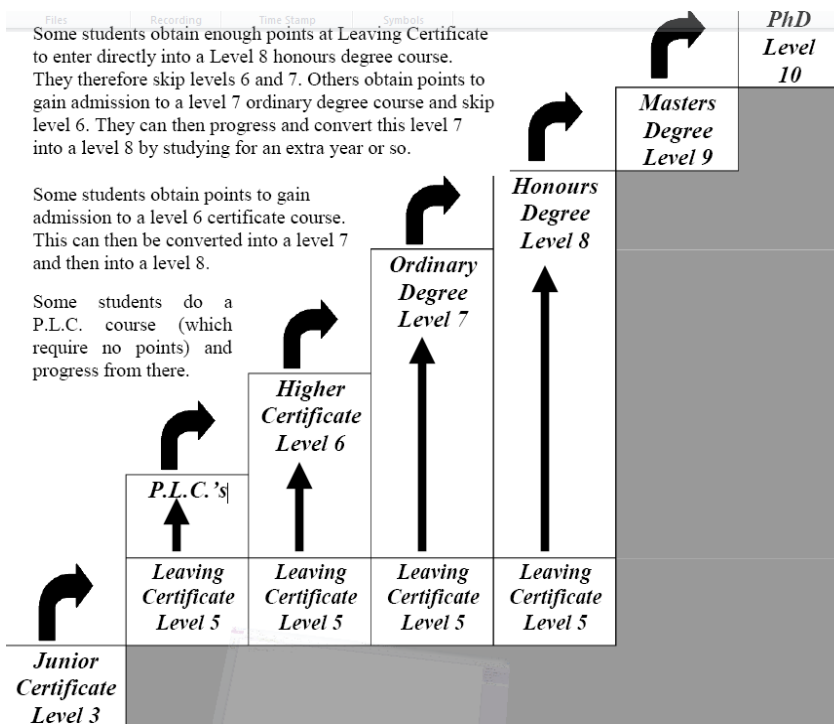 Files Recording Time Stamp Symbols
Some students obtain enough points at Leaving Certificate
to enter directly into a Level 8 honours degree course.
They therefore skip levels 6 and 7. Others obtain points to
gain admission to a level 7 ordinary degree course and skip
level 6. They can then progress and convert this level 7
into a level 8 by studying for an extra year or so.
Some students obtain points to gain
admission to a level 6 certificate course.
This can then be converted into a level 7
and then into a level 8.
Some students do a
P.L.C. course (which
require no points) and
progress from there.
PhD
Level
10
Masters
Degree
Level 9
Honours
Degree
Level 8
Ordinary
Degree
Level 7
Higher
Certificate
Level 6
P.L.C.'s
Leaving
Certificate
Level 5
Leaving
Certificate
Level 5
Leaving
Certificate
Level 5
Leaving
Certificate
Level 5
Junior
Certificate
Level 3